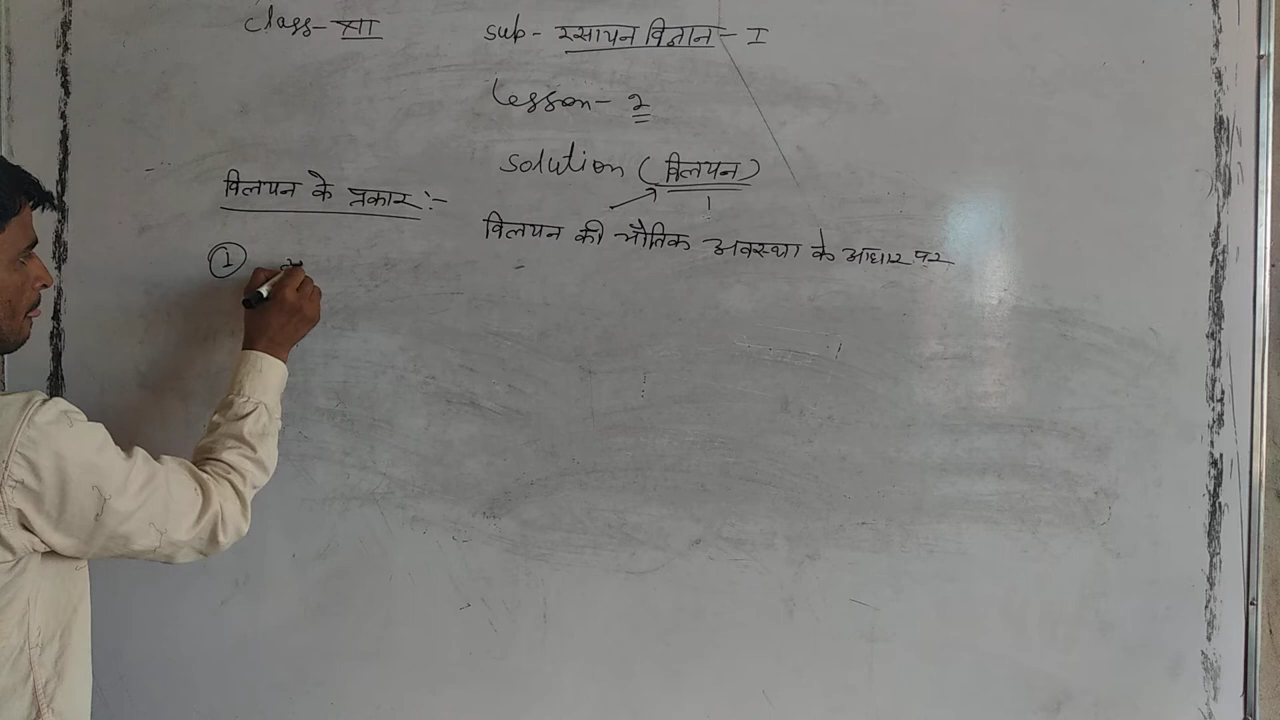 Class- XII
Sub- रसायन विज्ञान - I
Lesson- 2
Solution (विलयन)
विलयन के प्रकार :-
विलयन की भौतिक अवस्था के आधार पर
①